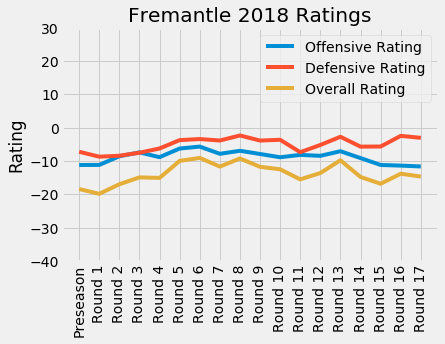 Fremantle 2018 Ratings
Offensive Rating
Defensive Rating
Overall Rating
Rating
30
20
10
0
−10
−20
−30
−40
Preseason
Round 1
Round 2
Round 3
Round 4
Round 5
Round 6
Round 7
Round 8
Round 9
Round 10
Round 11
Round 12
Round 13
Round 14
Round 15
Round 16
Round 17